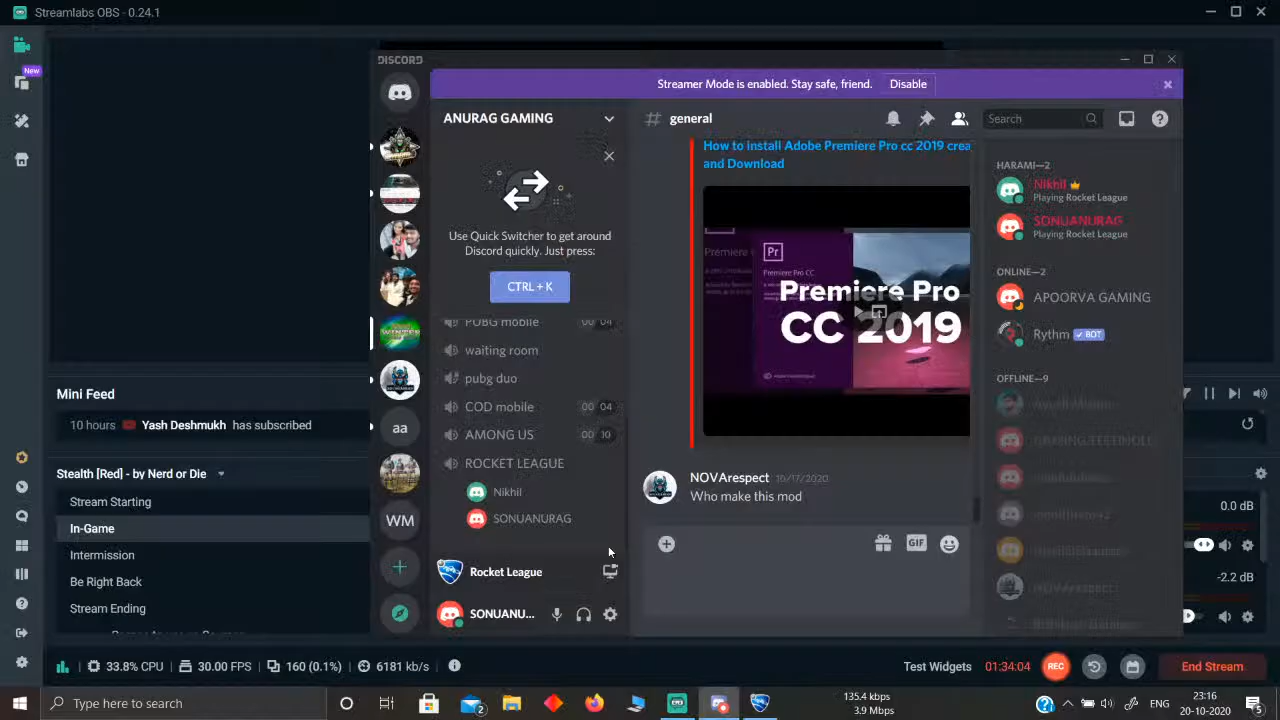 Streamlabs OBS - 0.24.1
New
DISCORD
Streamer Mode is enabled. Stay safe, friend.
Disable
ANURAG GAMING
Use Quick Switcher to get around
Discord quickly. Just press:
CTRL + K
PUBG mobile 00 04
waiting room
pubg duo
COD mobile 00 04
AMONG US 00 10
ROCKET LEAGUE
Nikhil
SONUANURAG
Rocket League
SONUANU...
aa
WM
general
Search
How to install Adobe Premiere Pro cc 2019 crea
and Download
Pr
Premiere Pro CC
Premiere Pro
CC 2019
NOVArespect 10/17/2020
Who make this mod
GIF
HARAMI—2
Nikhil
Playing Rocket League
SONUANURAG
Playing Rocket League
ONLINE—2
APOORVA GAMING
Rythm BOT
OFFLINE—9
Mini Feed
10 hours Yash Deshmukh has subscribed
Stealth [Red] - by Nerd or Die
Stream Starting
In-Game
Intermission
Be Right Back
Stream Ending
0.0 dB
-2.2 dB
33.8% CPU
30.00 FPS
160 (0.1%)
6181 kb/s
Test Widgets
01:34:04
REC
End Stream
Type here to search
2
135.4 kbps
3.9 Mbps
ENG
23:16
20-10-2020
5